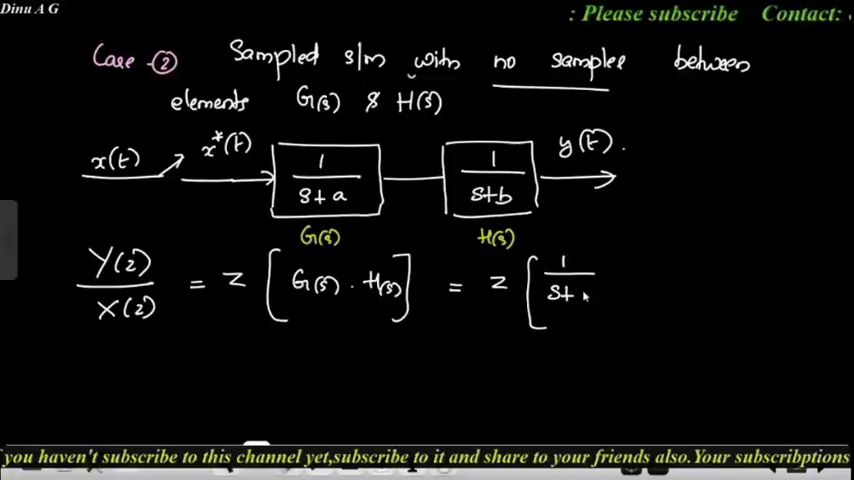 Dinu A G
: Please subscribe Contact:
Case - ② Sampled s/m with no sampler between
elements G(s) & H(s)
x(t) x*(t) 1/(s+a) 1/(s+b) y(t).
G(s) H(s)
Y(z)/X(z) = Z [G(s) . H(s)] = Z [1/(s+
you haven't subscribe to this channel yet,subscribe to it and share to your friends also.Your subscribptions